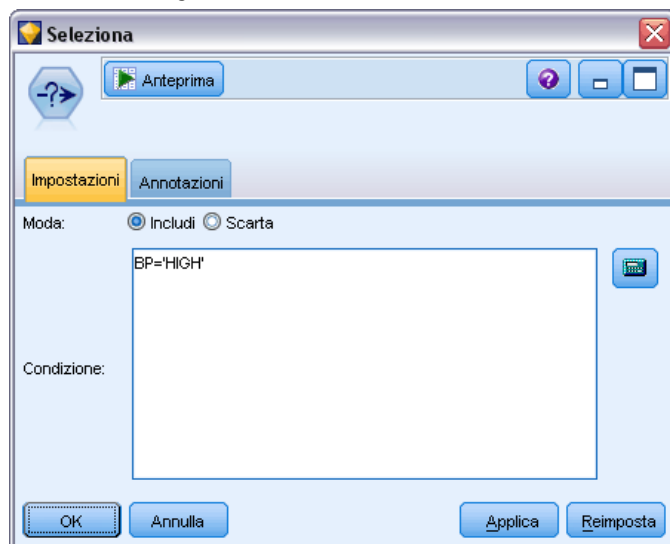 Seleziona
Anteprima
Impostazioni Annotazioni
Moda: Includi Scarta
BP='HIGH'
Condizione:
OK Annulla Applica Reimposta